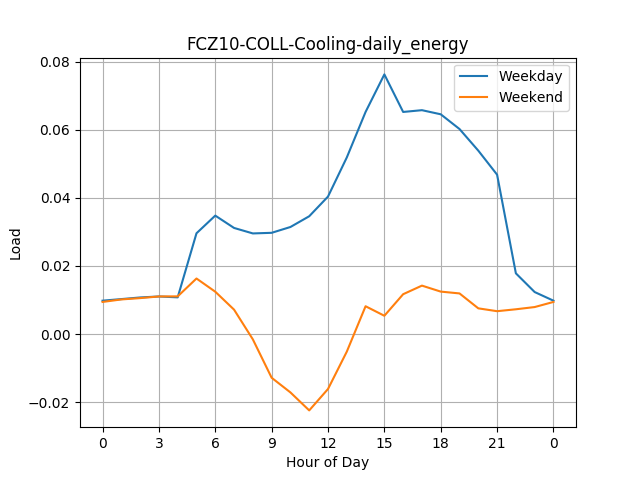 FCZ10-COLL-Cooling-daily_energy
0.08
0.06
0.04
0.02
0.00
−0.02
Load
Weekday
Weekend
0 3 6 9 12 15 18 21 0
Hour of Day